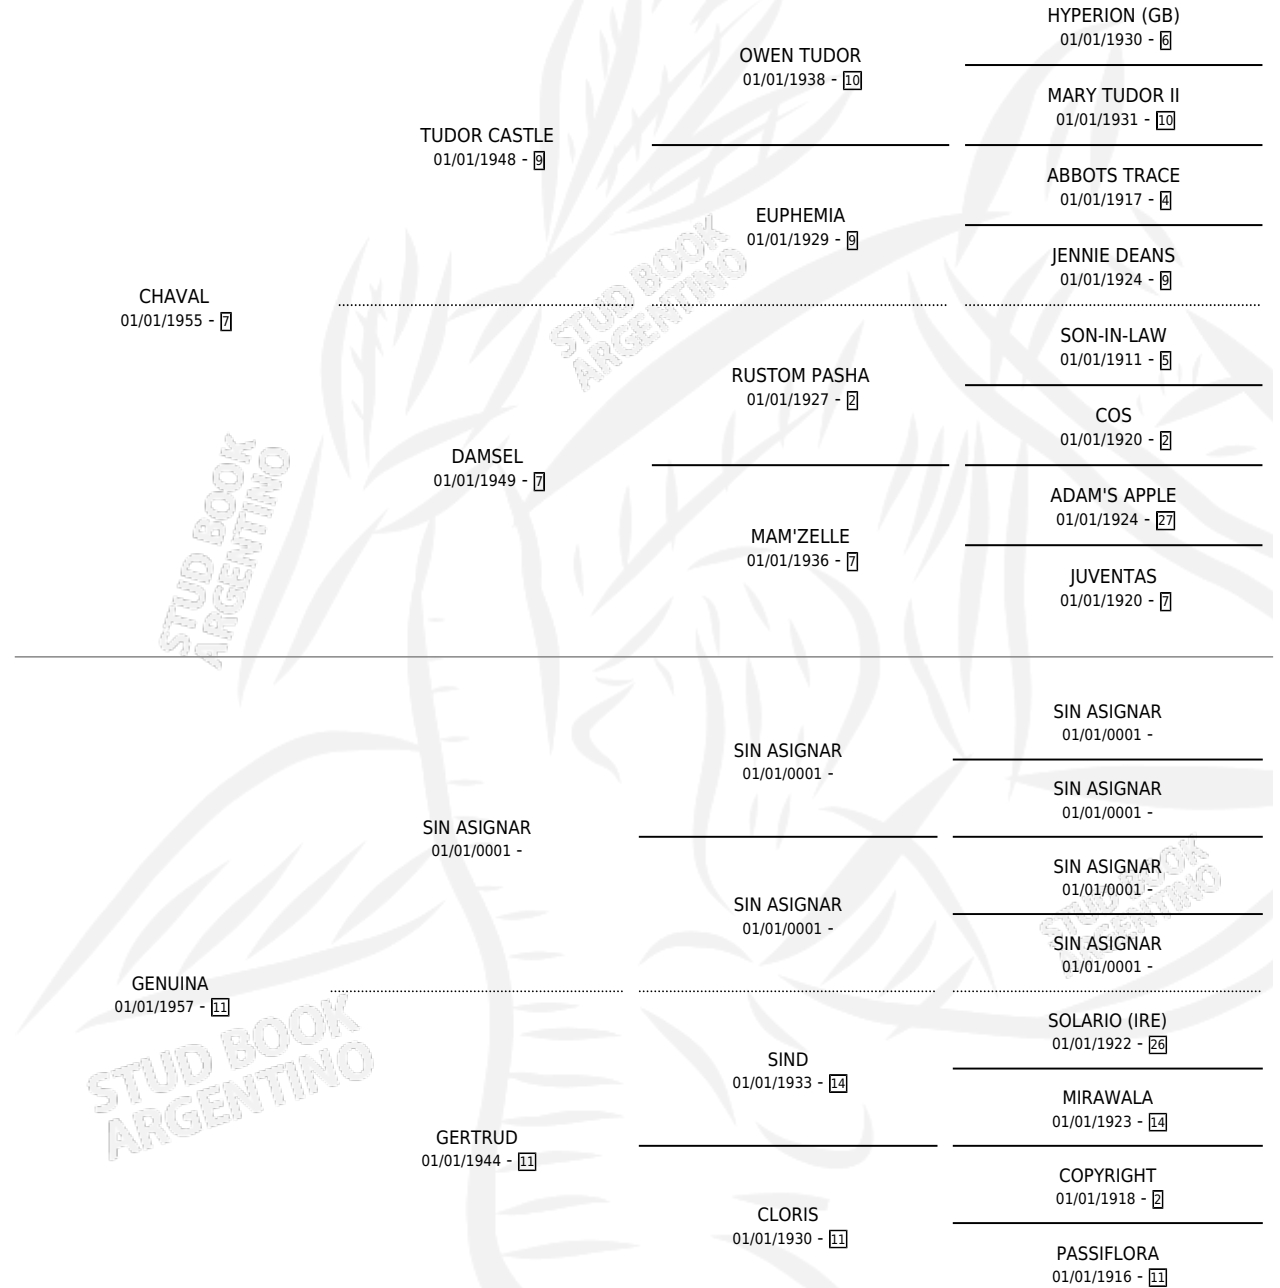 HYPERION (GB)
01/01/1930 - 6
OWEN TUDOR
01/01/1938 - 10
MARY TUDOR II
01/01/1931 - 10
TUDOR CASTLE
01/01/1948 - 9
ABBOTS TRACE
01/01/1917 - 4
EUPHEMIA
01/01/1929 - 9
JENNIE DEANS
01/01/1924 - 9
CHAVAL
01/01/1955 - 7
SON-IN-LAW
01/01/1911 - 5
RUSTOM PASHA
01/01/1927 - 2
COS
01/01/1920 - 2
DAMSEL
01/01/1949 - 7
ADAM'S APPLE
01/01/1924 - 27
MAM'ZELLE
01/01/1936 - 7
JUVENTAS
01/01/1920 - 7
STUD BOOK
ARGENTINO
STUD BOOK
ARGENTINO
SIN ASIGNAR
01/01/0001 -
SIN ASIGNAR
01/01/0001 -
SIN ASIGNAR
01/01/0001 -
SIN ASIGNAR
01/01/0001 -
SIN ASIGNAR
01/01/0001 -
SIN ASIGNAR
01/01/0001 -
SIN ASIGNAR
01/01/0001 -
GENUINA
01/01/1957 - 11
SOLARIO (IRE)
01/01/1922 - 26
SIND
01/01/1933 - 14
MIRAWALA
01/01/1923 - 14
GERTRUD
01/01/1944 - 11
COPYRIGHT
01/01/1918 - 2
CLORIS
01/01/1930 - 11
PASSIFLORA
01/01/1916 - 11
STUD BOOK
ARGENTINO
STUD BOOK
ARGENTINO